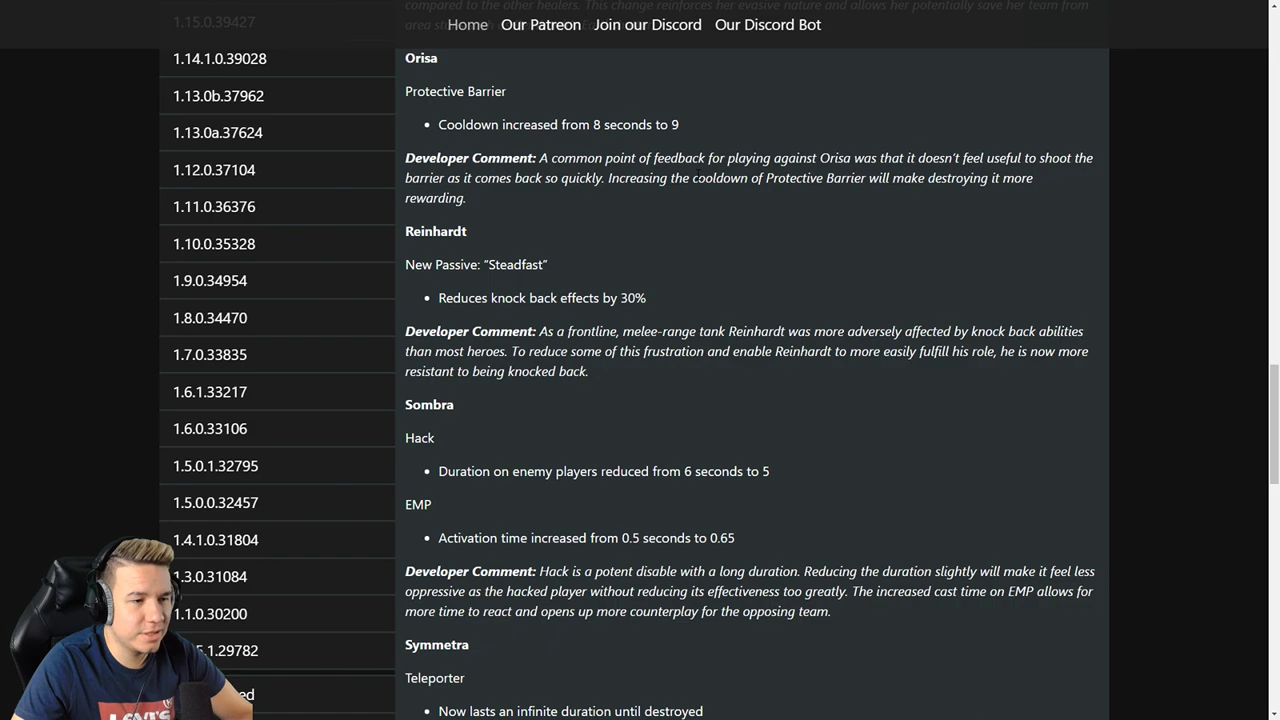 compared to the other healers. This change reinforces her evasive nature and allows her potentially save her team from
1.15.0.39427
Home Our Patreon Join our Discord Our Discord Bot
1.14.1.0.39028
1.13.0b.37962
1.13.0a.37624
1.12.0.37104
1.11.0.36376
1.10.0.35328
1.9.0.34954
1.8.0.34470
1.7.0.33835
1.6.1.33217
1.6.0.33106
1.5.0.1.32795
1.5.0.0.32457
1.4.1.0.31804
1.3.0.31084
1.1.0.30200
5.1.29782
ed
Orisa
Protective Barrier
• Cooldown increased from 8 seconds to 9
Developer Comment: A common point of feedback for playing against Orisa was that it doesn't feel useful to shoot the
barrier as it comes back so quickly. Increasing the cooldown of Protective Barrier will make destroying it more
rewarding.
Reinhardt
New Passive: "Steadfast"
• Reduces knock back effects by 30%
Developer Comment: As a frontline, melee-range tank Reinhardt was more adversely affected by knock back abilities
than most heroes. To reduce some of this frustration and enable Reinhardt to more easily fulfill his role, he is now more
resistant to being knocked back.
Sombra
Hack
• Duration on enemy players reduced from 6 seconds to 5
EMP
• Activation time increased from 0.5 seconds to 0.65
Developer Comment: Hack is a potent disable with a long duration. Reducing the duration slightly will make it feel less
oppressive as the hacked player without reducing its effectiveness too greatly. The increased cast time on EMP allows for
more time to react and opens up more counterplay for the opposing team.
Symmetra
Teleporter
• Now lasts an infinite duration until destroyed
LEVI'S